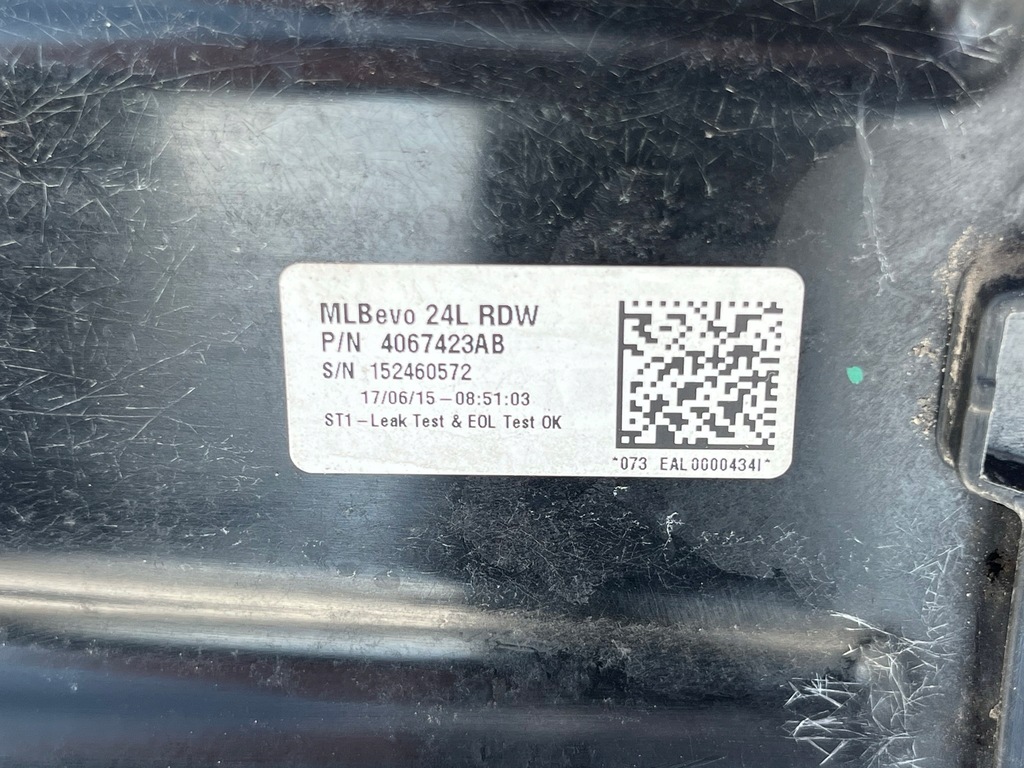 MLBevo 24L RDW
P/N 4067423AB
S/N 152460572
17/06/15-08:51:03
ST1-Leak Test & EOL Test OK
*073 EAL0000434I*